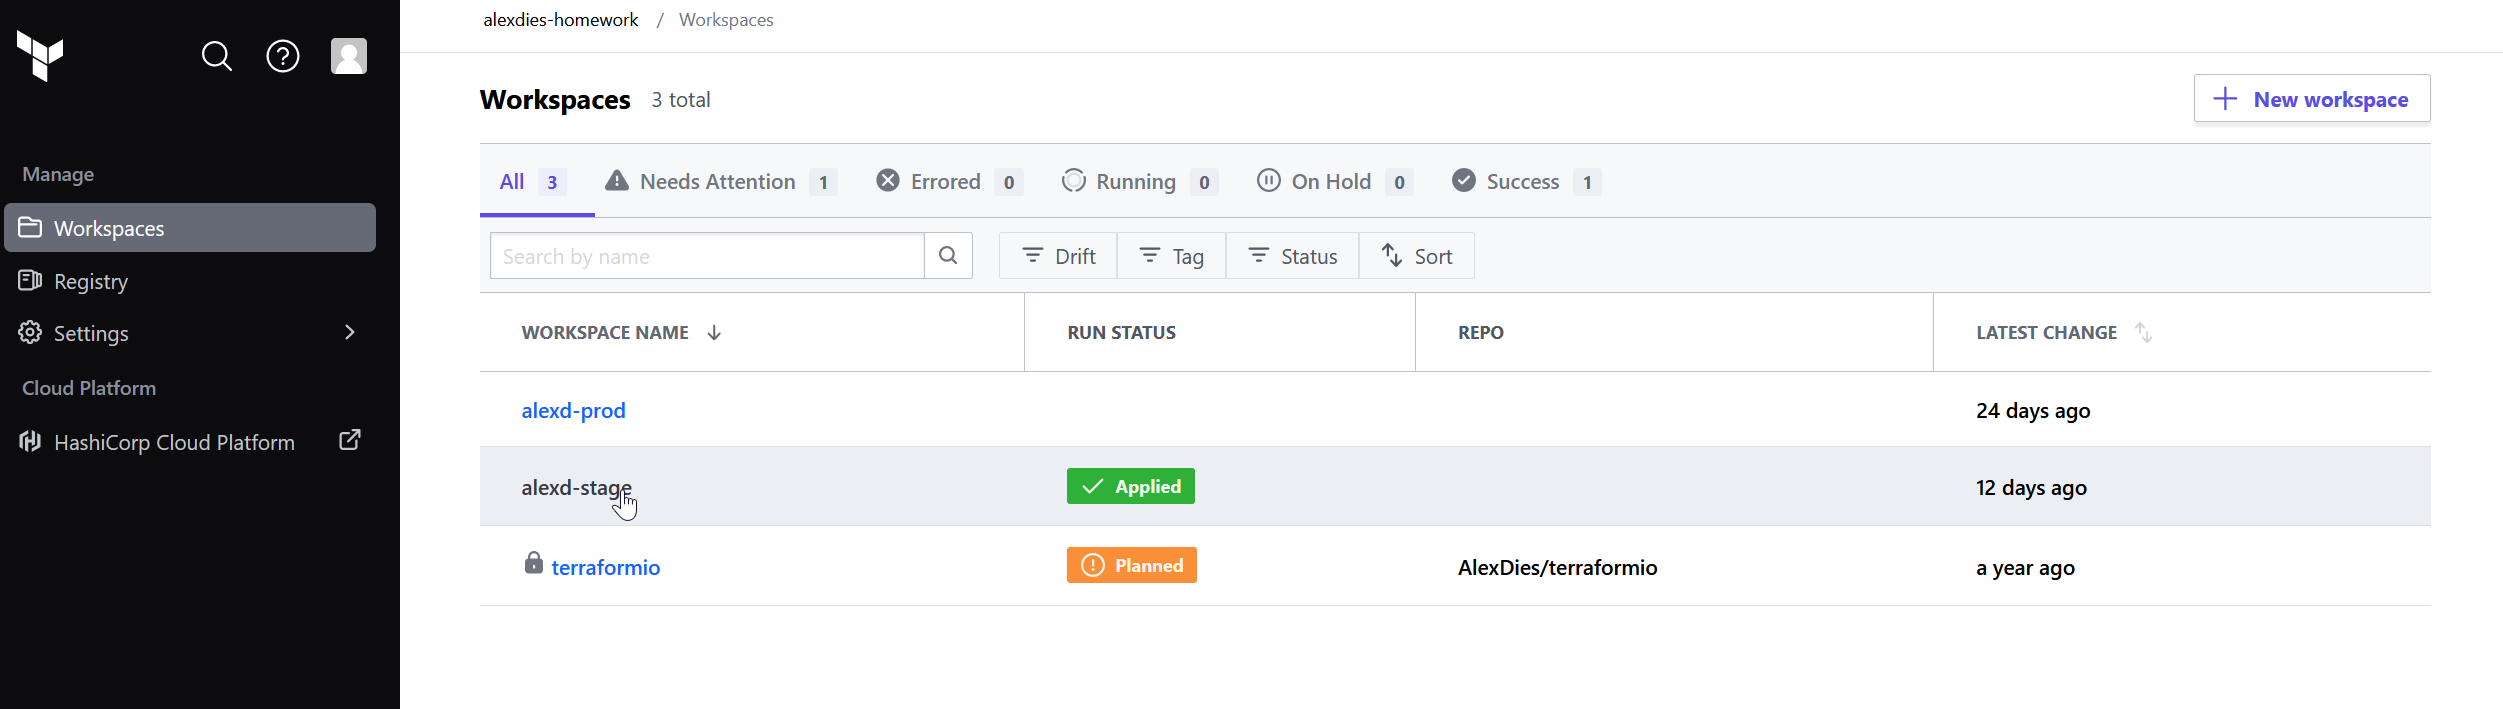 alexdies-homework / Workspaces
Workspaces 3 total
New workspace
Manage
Workspaces
Registry
Settings
Cloud Platform
HashiCorp Cloud Platform
All 3 Needs Attention 1 Errored 0 Running 0 On Hold 0 Success 1
Search by name Drift Tag Status Sort
WORKSPACE NAME RUN STATUS REPO LATEST CHANGE
alexd-prod 24 days ago
alexd-stage Applied 12 days ago
terraformio Planned AlexDies/terraformio a year ago